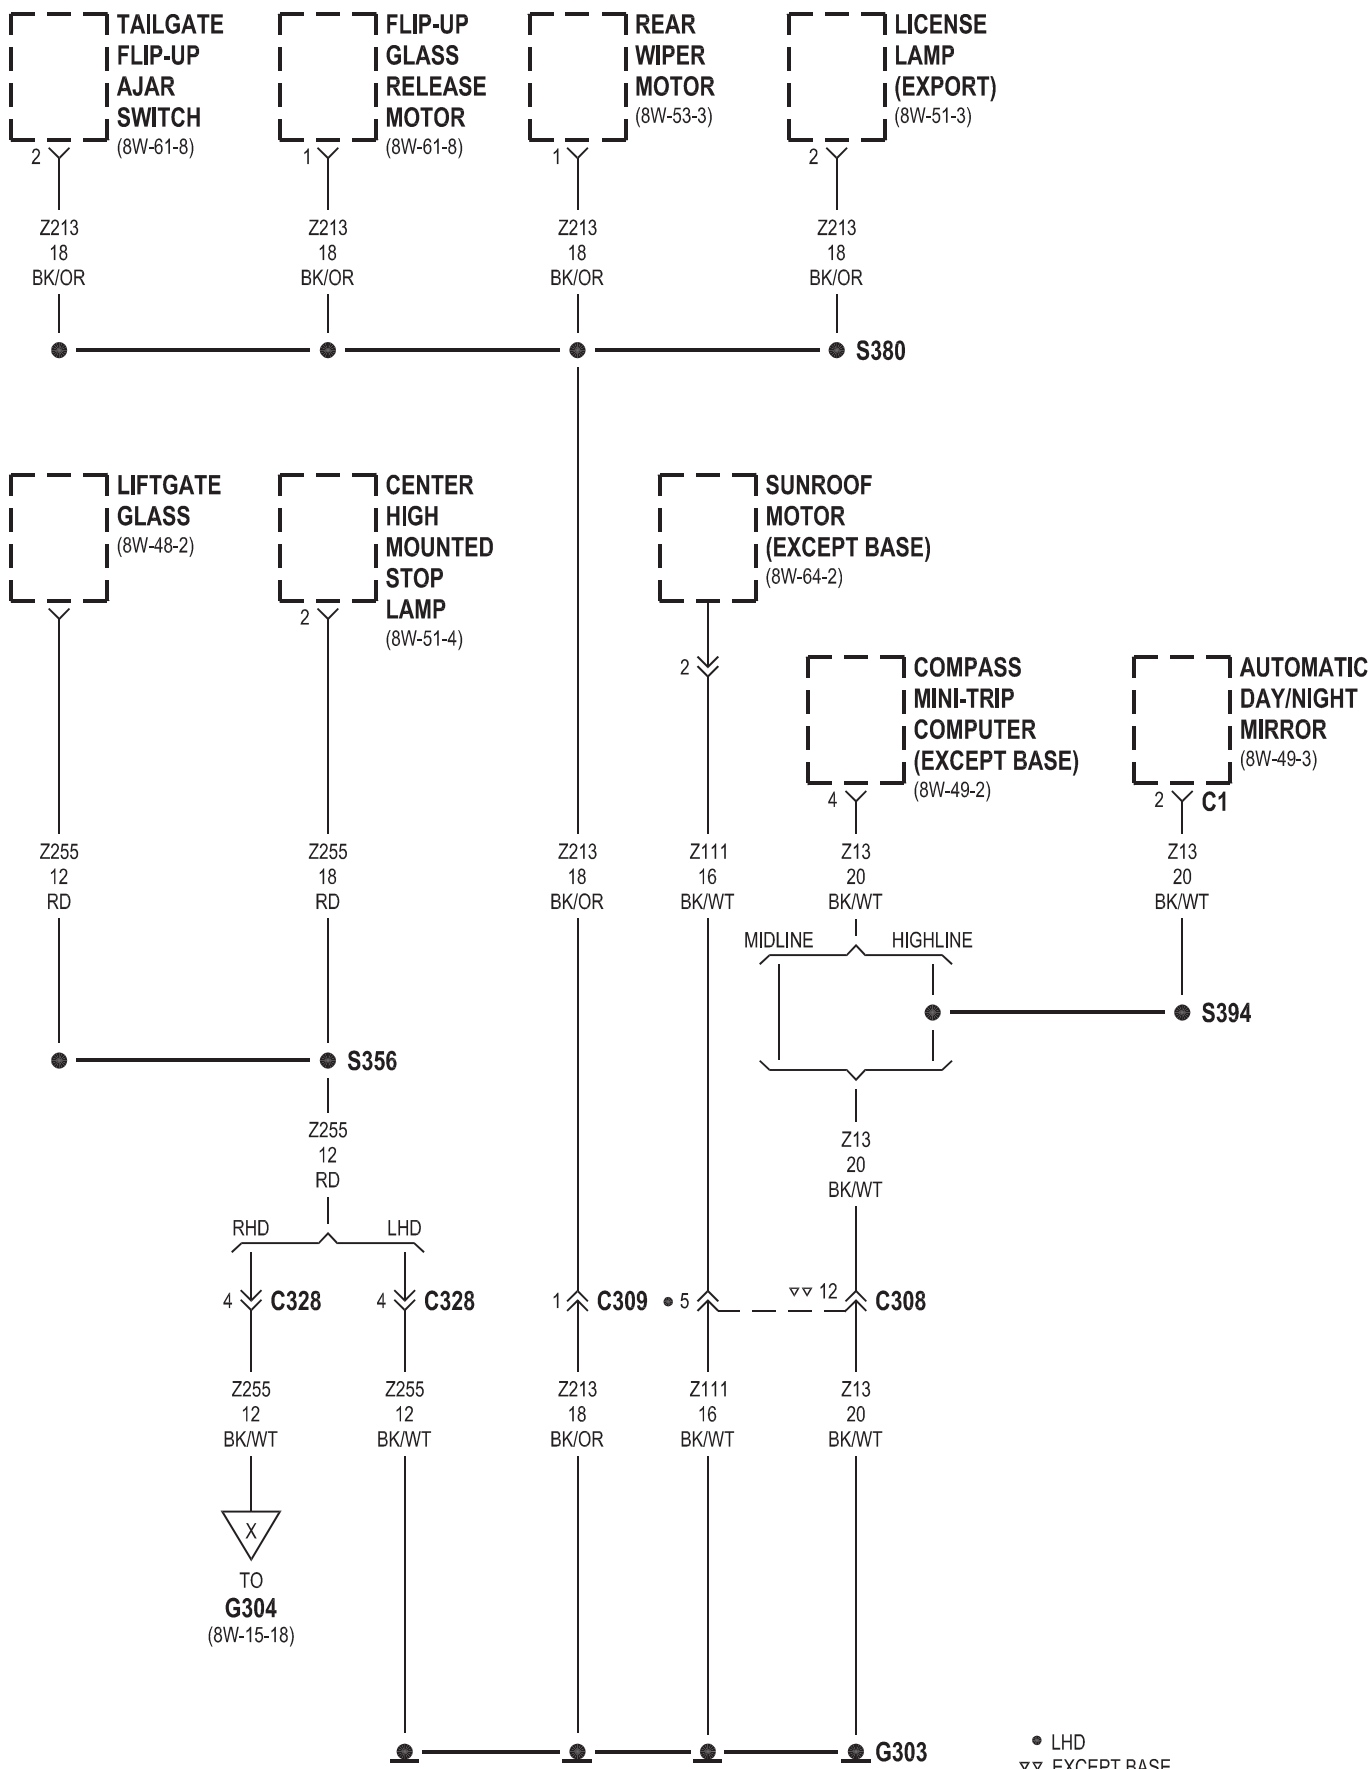 TAILGATE
FLIP-UP
AJAR
SWITCH
(8W-61-8)
2
FLIP-UP
GLASS
RELEASE
MOTOR
(8W-61-8)
1
REAR
WIPER
MOTOR
(8W-53-3)
1
LICENSE
LAMP
(EXPORT)
(8W-51-3)
2
Z213
18
BK/OR
Z213
18
BK/OR
Z213
18
BK/OR
Z213
18
BK/OR
S380
LIFTGATE
GLASS
(8W-48-2)
CENTER
HIGH
MOUNTED
STOP
LAMP
(8W-51-4)
2
SUNROOF
MOTOR
(EXCEPT BASE)
(8W-64-2)
2
COMPASS
MINI-TRIP
COMPUTER
(EXCEPT BASE)
(8W-49-2)
4
AUTOMATIC
DAY/NIGHT
MIRROR
(8W-49-3)
2 C1
Z255
12
RD
Z255
18
RD
Z213
18
BK/OR
Z111
16
BK/WT
Z13
20
BK/WT
Z13
20
BK/WT
MIDLINE HIGHLINE
S394
S356
Z255
12
RD
Z13
20
BK/WT
RHD LHD
4 C328
4 C328
1 C309
● 5
▽▽ 12 C308
Z255
12
BK/WT
Z255
12
BK/WT
Z213
18
BK/OR
Z111
16
BK/WT
Z13
20
BK/WT
X
TO
G304
(8W-15-18)
G303
● LHD
▽▽ EXCEPT BASE